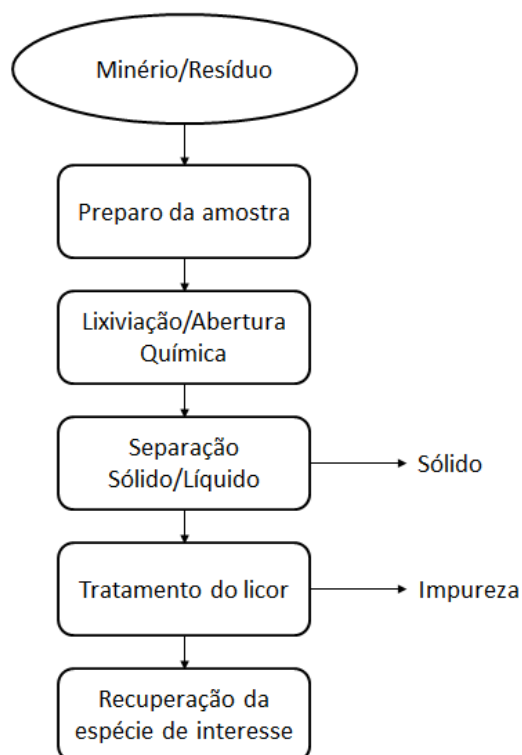 Minério/Resíduo
Preparo da amostra
Lixiviação/Abertura
Química
Separação
Sólido/Líquido
Sólido
Tratamento do licor
Impureza
Recuperação da
espécie de interesse